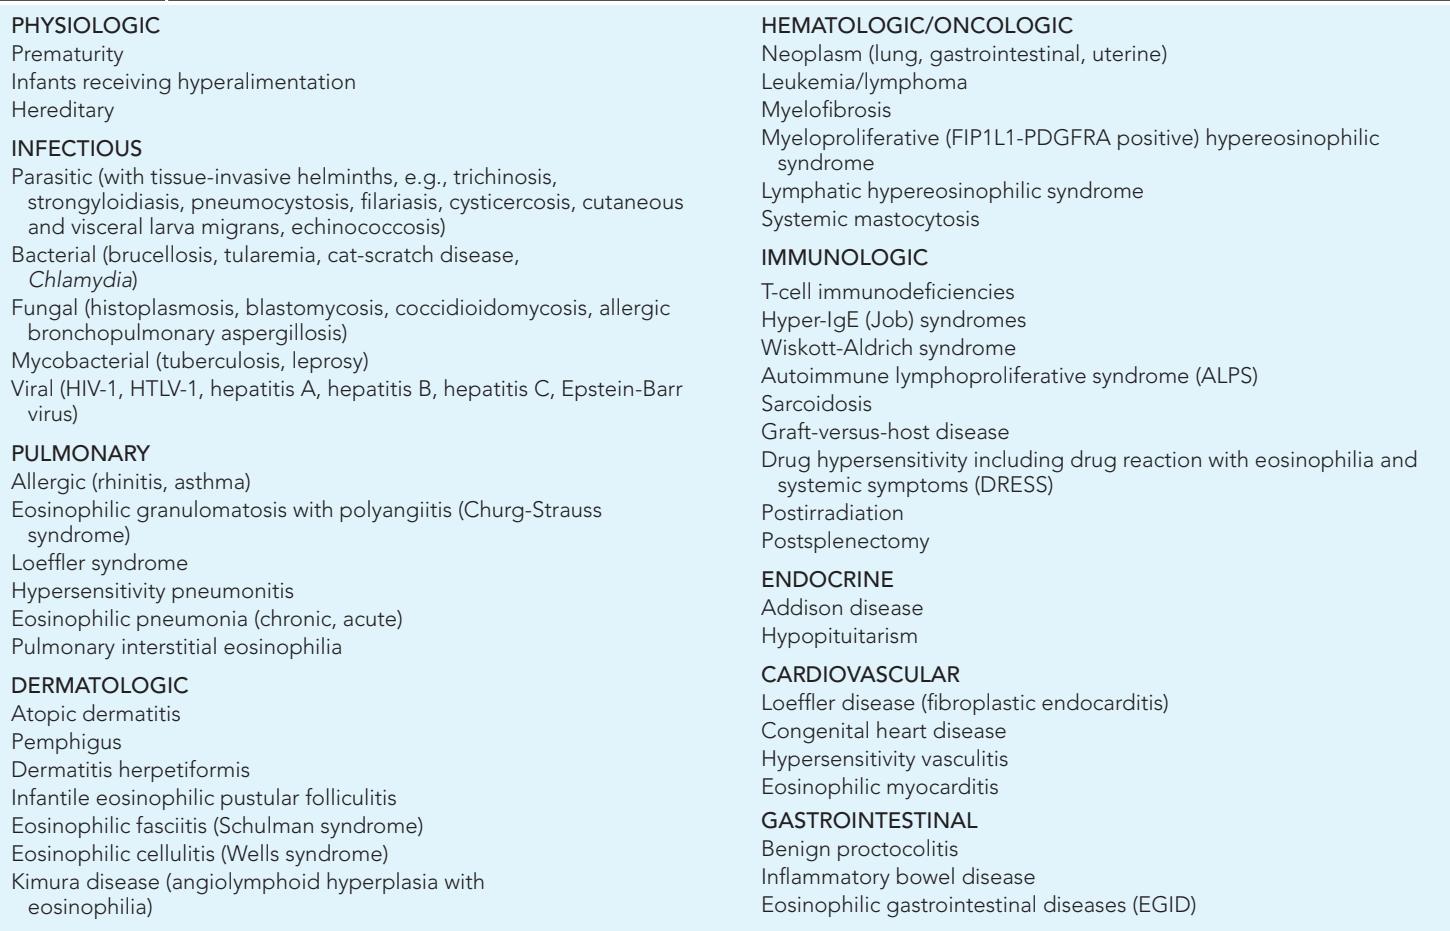 PHYSIOLOGIC
Prematurity
Infants receiving hyperalimentation
Hereditary
INFECTIOUS
Parasitic (with tissue-invasive helminths, e.g., trichinosis,
strongyloidiasis, pneumocystosis, filariasis, cysticercosis, cutaneous
and visceral larva migrans, echinococcosis)
Bacterial (brucellosis, tularemia, cat-scratch disease,
Chlamydia)
Fungal (histoplasmosis, blastomycosis, coccidioidomycosis, allergic
bronchopulmonary aspergillosis)
Mycobacterial (tuberculosis, leprosy)
Viral (HIV-1, HTLV-1, hepatitis A, hepatitis B, hepatitis C, Epstein-Barr
virus)
PULMONARY
Allergic (rhinitis, asthma)
Eosinophilic granulomatosis with polyangiitis (Churg-Strauss
syndrome)
Loeffler syndrome
Hypersensitivity pneumonitis
Eosinophilic pneumonia (chronic, acute)
Pulmonary interstitial eosinophilia
DERMATOLOGIC
Atopic dermatitis
Pemphigus
Dermatitis herpetiformis
Infantile eosinophilic pustular folliculitis
Eosinophilic fasciitis (Schulman syndrome)
Eosinophilic cellulitis (Wells syndrome)
Kimura disease (angiolymphoid hyperplasia with
eosinophilia)
HEMATOLOGIC/ONCOLOGIC
Neoplasm (lung, gastrointestinal, uterine)
Leukemia/lymphoma
Myelofibrosis
Myeloproliferative (FIP1L1-PDGFRA positive) hypereosinophilic
syndrome
Lymphatic hypereosinophilic syndrome
Systemic mastocytosis
IMMUNOLOGIC
T-cell immunodeficiencies
Hyper-IgE (Job) syndromes
Wiskott-Aldrich syndrome
Autoimmune lymphoproliferative syndrome (ALPS)
Sarcoidosis
Graft-versus-host disease
Drug hypersensitivity including drug reaction with eosinophilia and
systemic symptoms (DRESS)
Postirradiation
Postsplenectomy
ENDOCRINE
Addison disease
Hypopituitarism
CARDIOVASCULAR
Loeffler disease (fibroplastic endocarditis)
Congenital heart disease
Hypersensitivity vasculitis
Eosinophilic myocarditis
GASTROINTESTINAL
Benign proctocolitis
Inflammatory bowel disease
Eosinophilic gastrointestinal diseases (EGID)